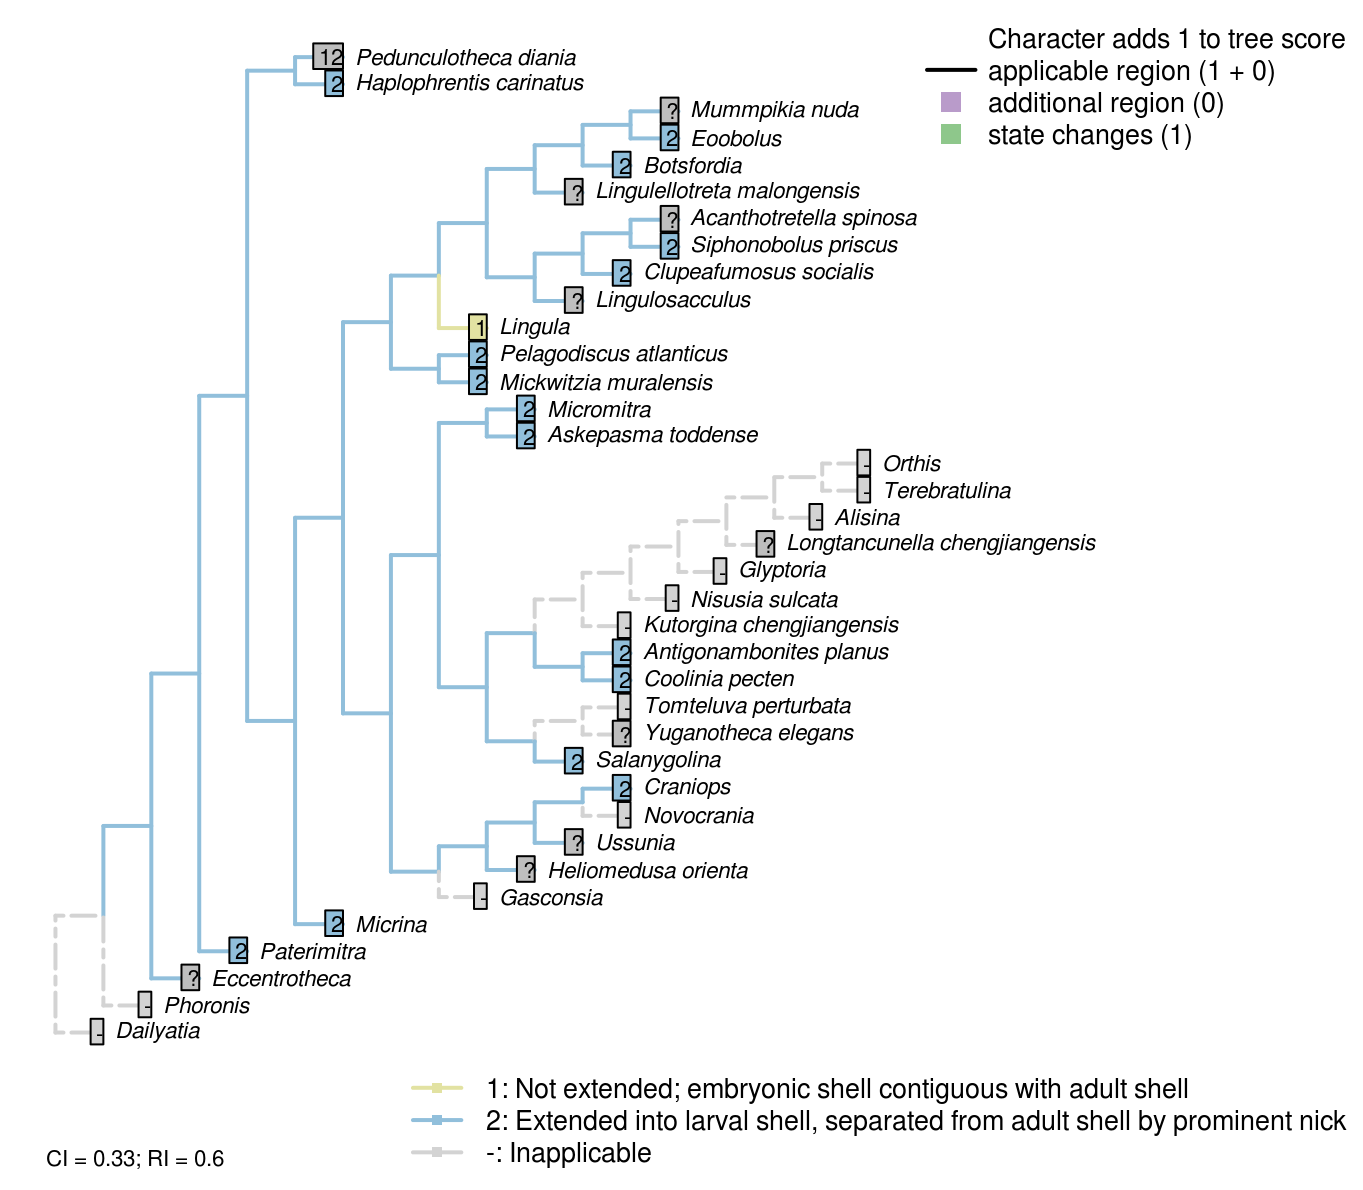 Character adds 1 to tree score
applicable region (1 + 0)
additional region (0)
state changes (1)
12 Pedunculotheca diania
2 Haplophrentis carinatus
? Mummpikia nuda
2 Eoobolus
2 Botsfordia
? Lingulellotreta malongensis
? Acanthotretella spinosa
2 Siphonobolus priscus
2 Clupeafumosus socialis
? Lingulosacculus
1 Lingula
2 Pelagodiscus atlanticus
2 Mickwitzia muralensis
2 Micromitra
2 Askepasma toddense
- Orthis
- Terebratulina
- Alisina
? Longtancunella chengjiangensis
- Glyptoria
- Nisusia sulcata
- Kutorgina chengjiangensis
2 Antigonambonites planus
2 Coolinia pecten
- Tomteluva perturbata
? Yuganotheca elegans
2 Salanygolina
2 Craniops
- Novocrania
? Ussunia
? Heliomedusa orienta
- Gasconsia
2 Micrina
2 Paterimitra
? Eccentrotheca
- Phoronis
- Dailyatia
1: Not extended; embryonic shell contiguous with adult shell
2: Extended into larval shell, separated from adult shell by prominent nick
-: Inapplicable
CI = 0.33; RI = 0.6